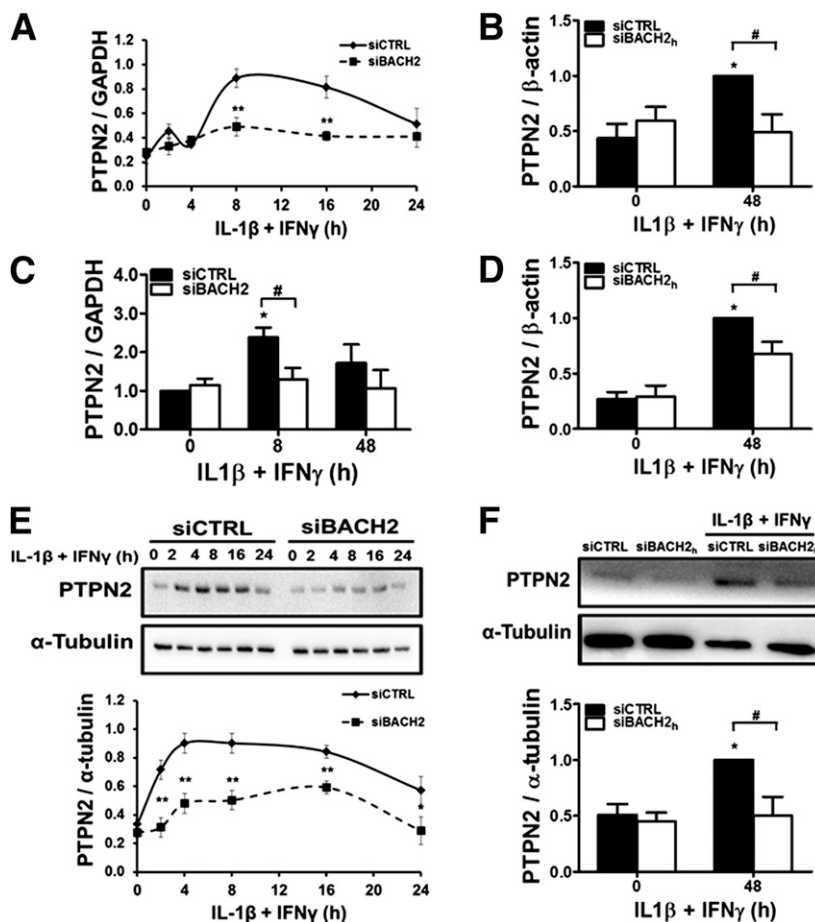 A
PTPN2 / GAPDH
1.2
1.0
0.8
0.6
0.4
0.2
0.0
siCTRL
siBACH2
**
**
0 4 8 12 16 20 24
IL-1β + IFNγ (h)
B
PTPN2 / β-actin
1.5
1.0
0.5
0.0
siCTRL
siBACH2h
#
*
0 48
IL1β + IFNγ (h)
C
PTPN2 / GAPDH
4.0
3.0
2.0
1.0
0.0
siCTRL
siBACH2
#
*
0 8 48
IL1β + IFNγ (h)
D
PTPN2 / β-actin
1.5
1.0
0.5
0.0
siCTRL
siBACH2h
#
*
0 48
IL1β + IFNγ (h)
E
siCTRL siBACH2
IL-1β + IFNγ (h) 0 2 4 8 16 24 0 2 4 8 16 24
PTPN2
α-Tubulin
PTPN2 / α-tubulin
1.2
1.0
0.8
0.6
0.4
0.2
0.0
siCTRL
siBACH2
** ** ** ** *
0 4 8 12 16 20 24
IL-1β + IFNγ (h)
F
IL-1β + IFNγ
siCTRL siBACH2h siCTRL siBACH2
PTPN2
α-Tubulin
PTPN2 / α-tubulin
1.5
1.0
0.5
0.0
siCTRL
siBACH2h
#
*
0 48
IL1β + IFNγ (h)